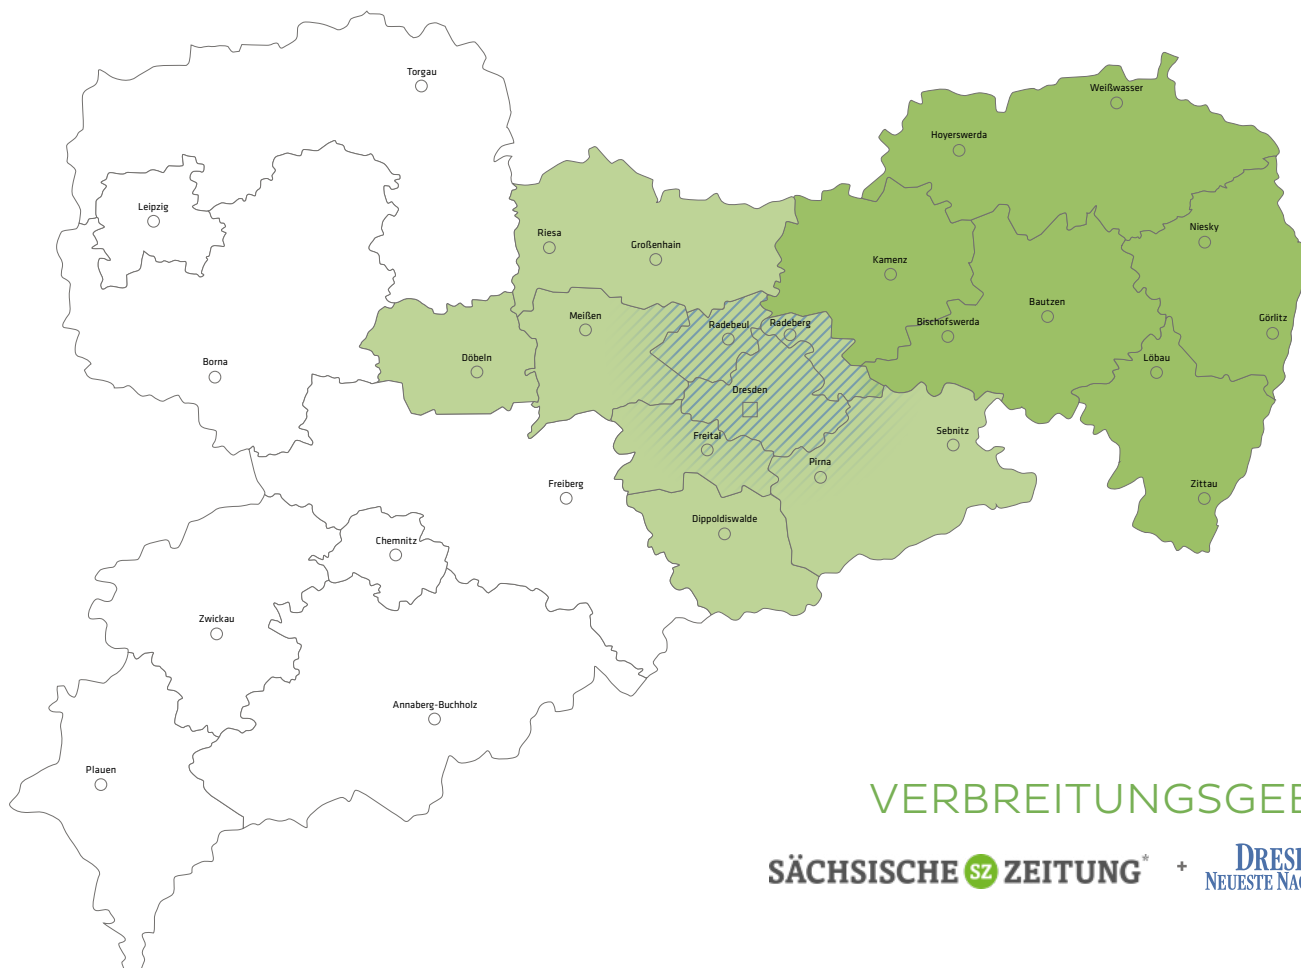 Torgau
Weißwasser
Hoyerswerda
Leipzig
Riesa
Großenhain
Niesky
Kamenz
Bautzen
Meißen
Radebeul
Radeberg
Bischofswerda
Görlitz
Borna
Döbeln
Löbau
Dresden
Freital
Sebnitz
Pirna
Freiberg
Zittau
Dippoldiswalde
Chemnitz
Zwickau
Annaberg-Buchholz
Plauen
VERBREITUNGSGEB
SÄCHSISCHE SZ ZEITUNG* + DRES
NEUESTE NAC